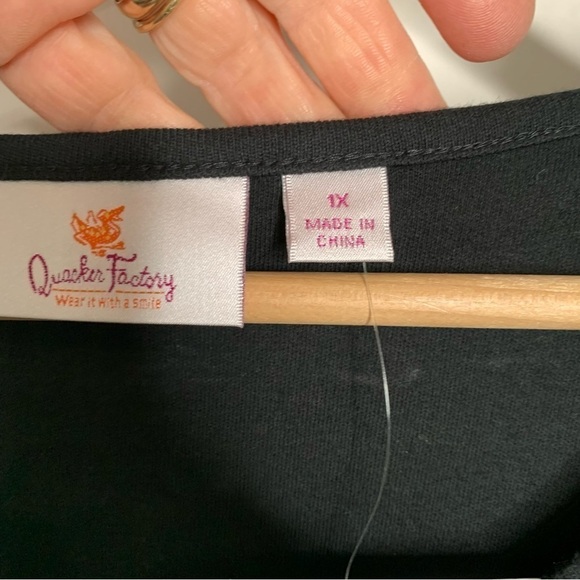 Quacker Factory
Wear it with a smile
1X
MADE IN
CHINA